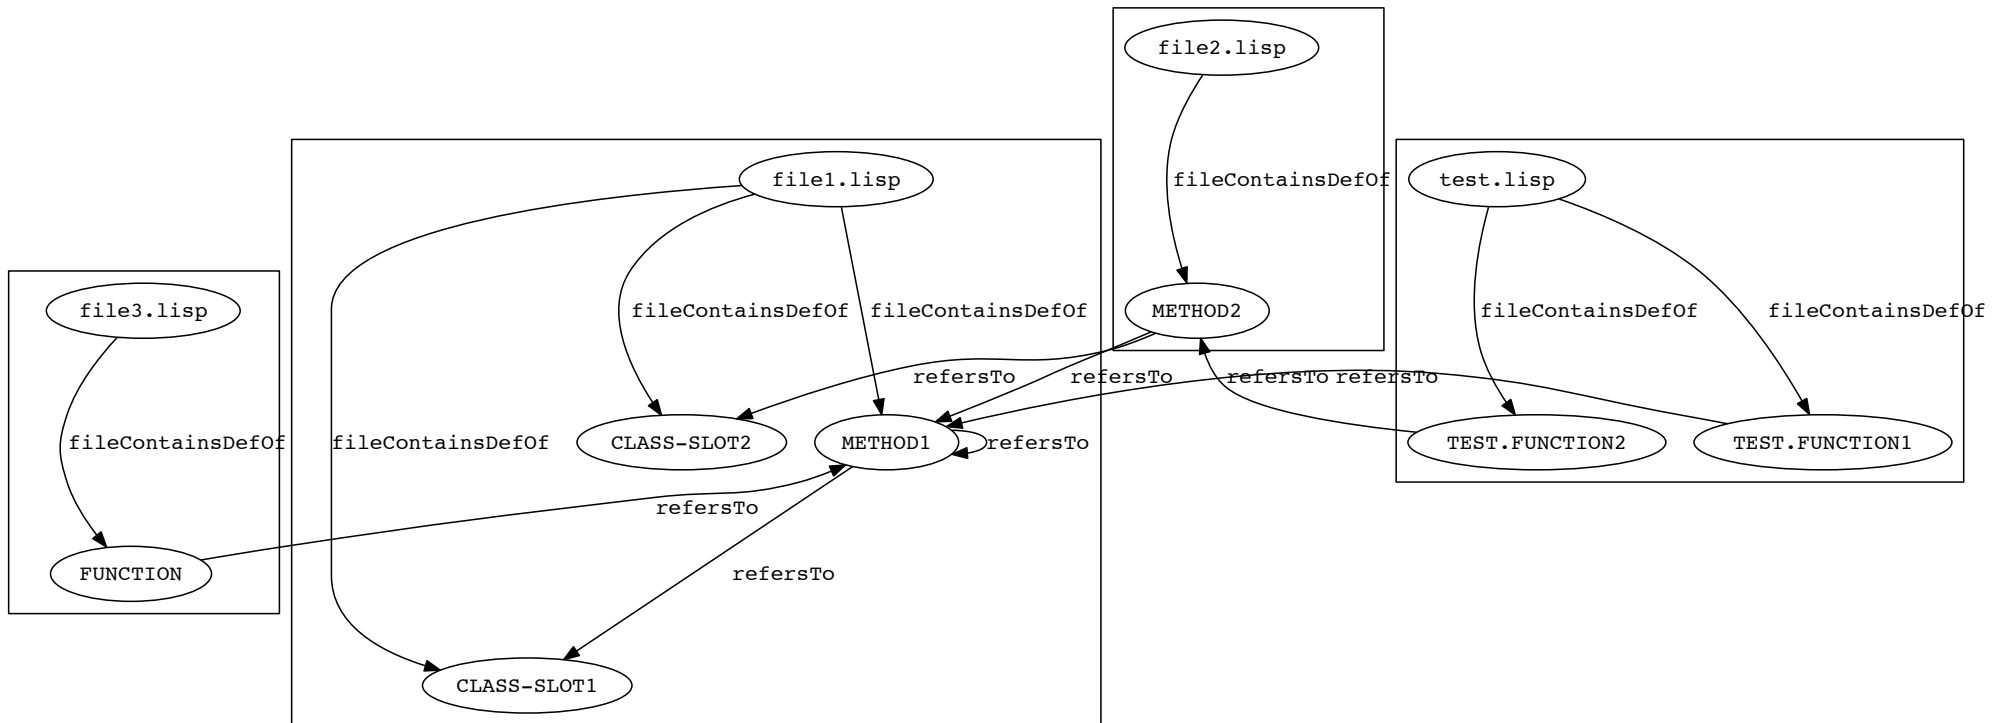 file2.lisp
file1.lisp
fileContainsDefOf
test.lisp
file3.lisp
fileContainsDefOf
fileContainsDefOf
METHOD2
fileContainsDefOf
fileContainsDefOf
refersTo
refersTo
refersTo
refersTo
fileContainsDefOf
fileContainsDefOf
CLASS-SLOT2
METHOD1
refersTo
TEST.FUNCTION2
TEST.FUNCTION1
refersTo
FUNCTION
refersTo
CLASS-SLOT1